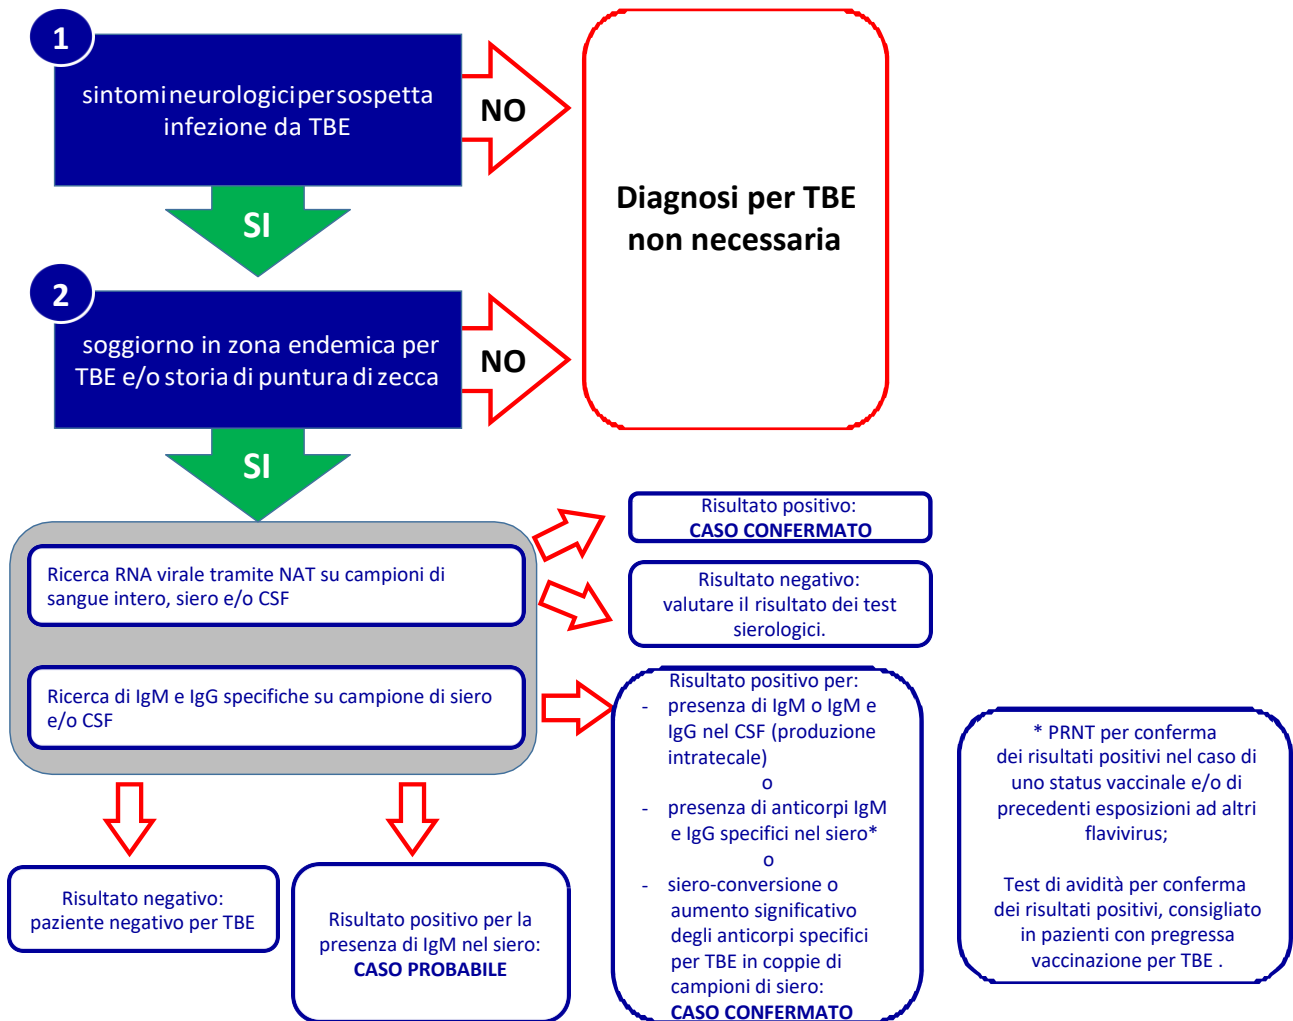 1
sintomi neurologici per sospetta
infezione da TBE
NO
SI
Diagnosi per TBE
non necessaria
2
soggiorno in zona endemica per
TBE e/o storia di puntura di zecca
NO
SI
Ricerca RNA virale tramite NAT su campioni di
sangue intero, siero e/o CSF
Ricerca di IgM e IgG specifiche su campione di siero
e/o CSF
Risultato positivo:
CASO CONFERMATO
Risultato negativo:
valutare il risultato dei test
sierologici.
Risultato positivo per:
- presenza di IgM o IgM e
IgG nel CSF (produzione
intratecale)
o
- presenza di anticorpi IgM
e IgG specifici nel siero*
o
- siero-conversione o
aumento significativo
degli anticorpi specifici
per TBE in coppie di
campioni di siero:
CASO CONFERMATO
* PRNT per conferma
dei risultati positivi nel caso di
uno status vaccinale e/o di
precedenti esposizioni ad altri
flavivirus;
Test di avidità per conferma
dei risultati positivi, consigliato
in pazienti con pregressa
vaccinazione per TBE .
Risultato negativo:
paziente negativo per TBE
Risultato positivo per la
presenza di IgM nel siero:
CASO PROBABILE